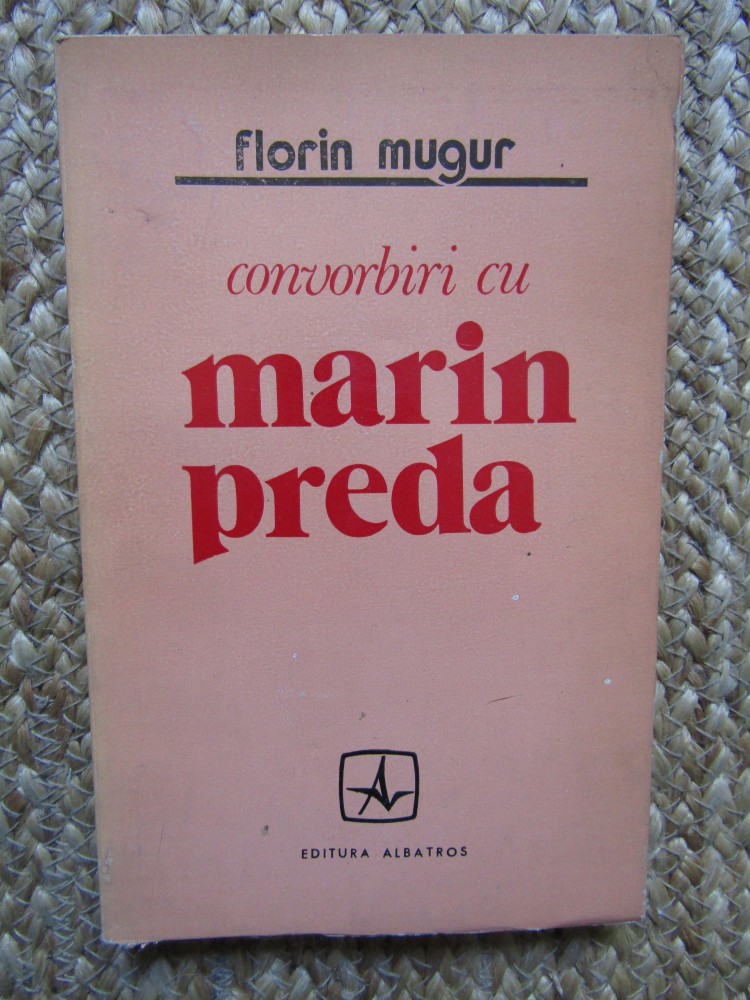 florin mugur
convorbiri cu
marin
preda
EDITURA ALBATROS